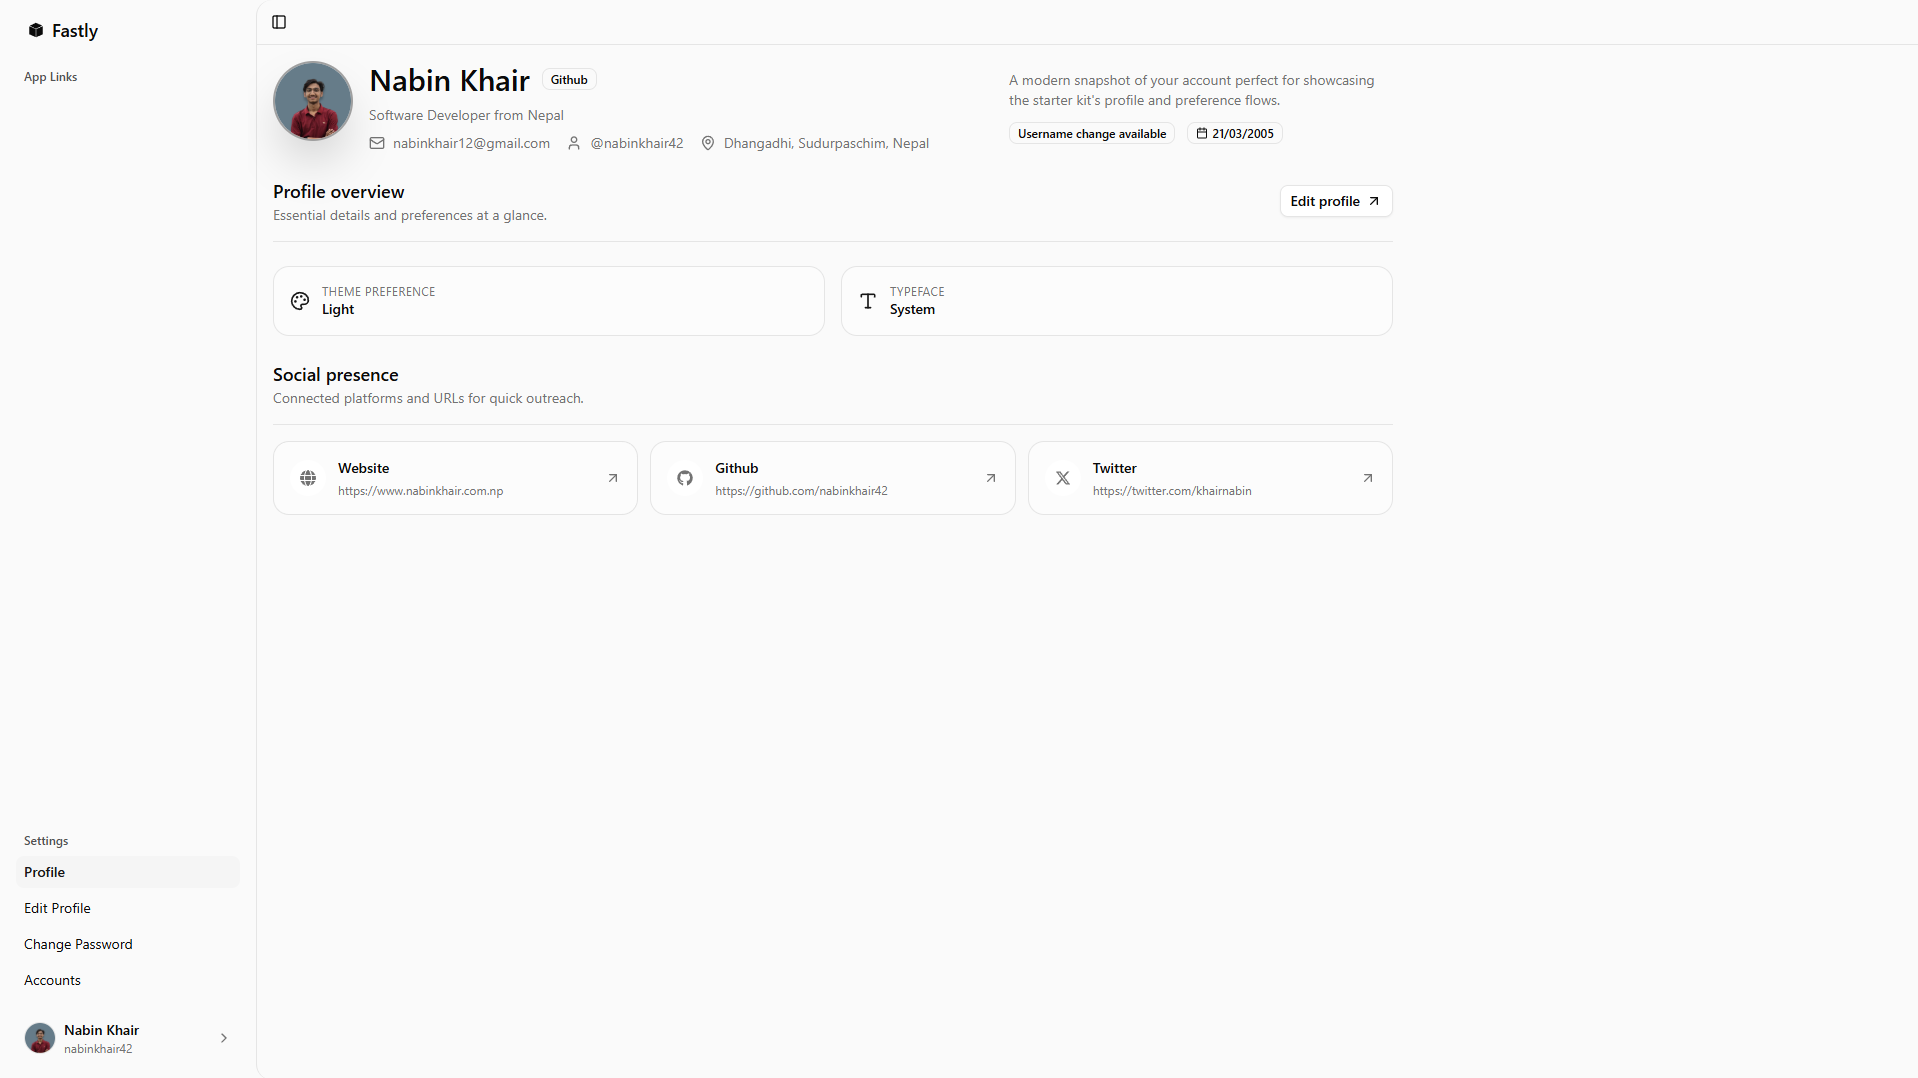 Fastly
App Links
Nabin Khair
Github
Software Developer from Nepal
nabinkhair12@gmail.com
@nabinkhair42
Dhangadhi, Sudurpaschim, Nepal
A modern snapshot of your account perfect for showcasing
the starter kit's profile and preference flows.
Username change available
21/03/2005
Profile overview
Essential details and preferences at a glance.
Edit profile
THEME PREFERENCE
Light
TYPEFACE
System
Social presence
Connected platforms and URLs for quick outreach.
Website
https://www.nabinkhair.com.np
Github
https://github.com/nabinkhair42
Twitter
https://twitter.com/khairnabin
Settings
Profile
Edit Profile
Change Password
Accounts
Nabin Khair
nabinkhair42